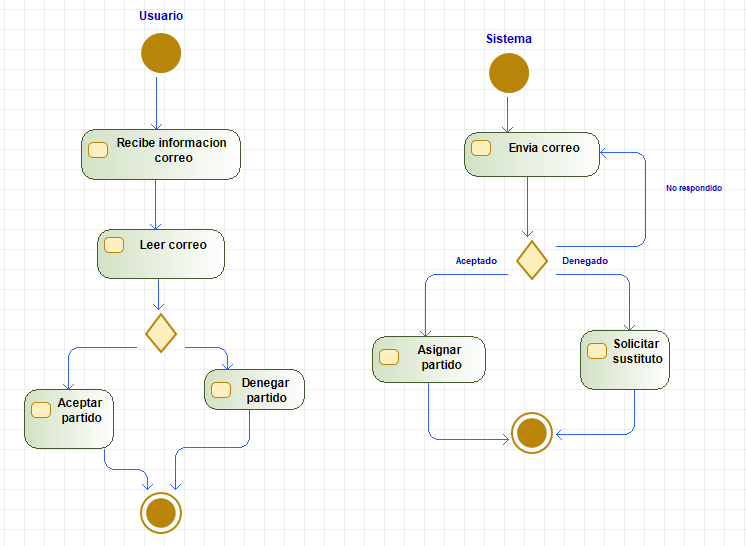 Usuario
Recibe informacion
correo
Leer correo
Aceptar
partido
Denegar
partido
Sistema
Envia correo
No respondido
Aceptado
Denegado
Asignar
partido
Solicitar
sustituto